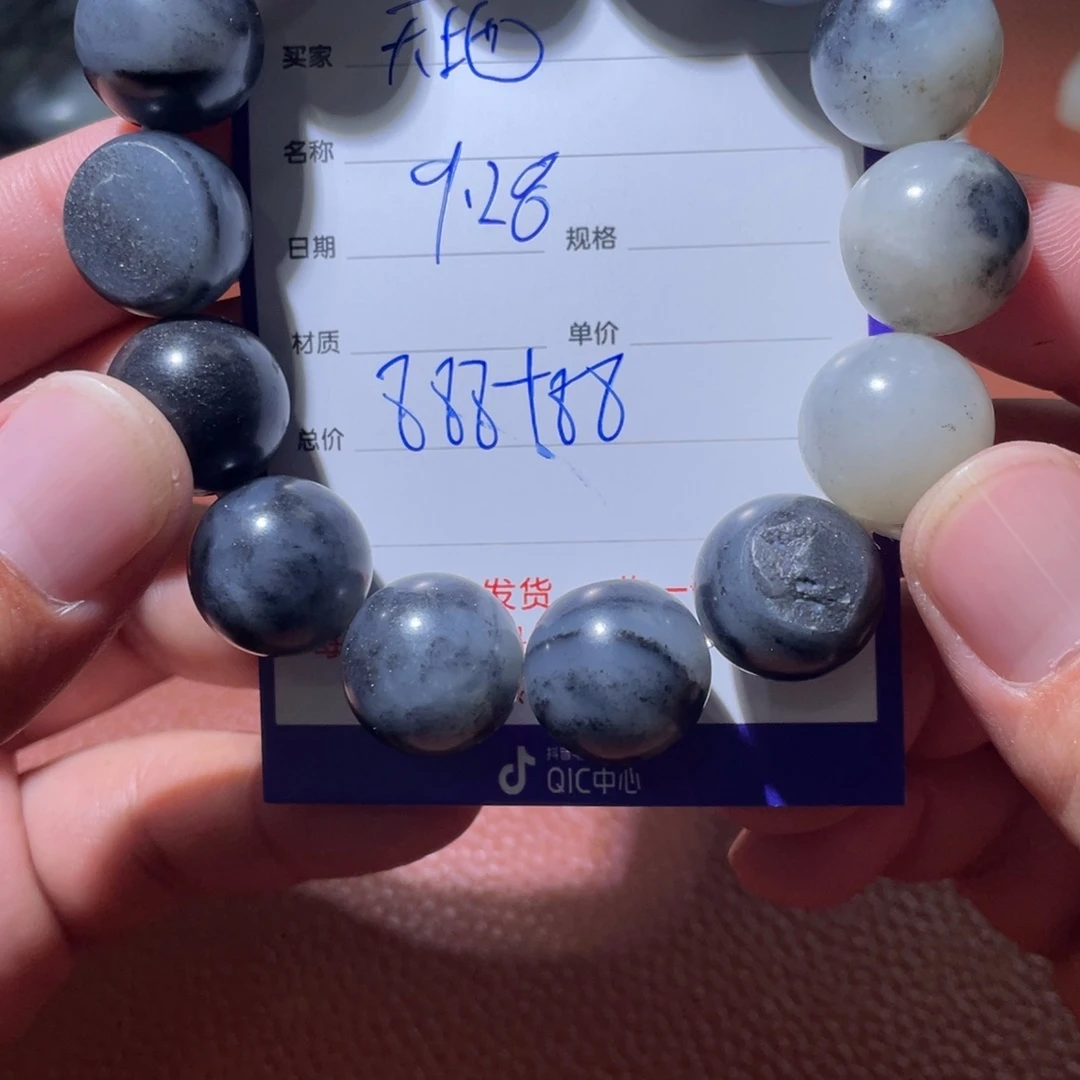 买家 天地
名称
9.28
日期 规格
材质 单价
888+88
总价
发货
QIC中心